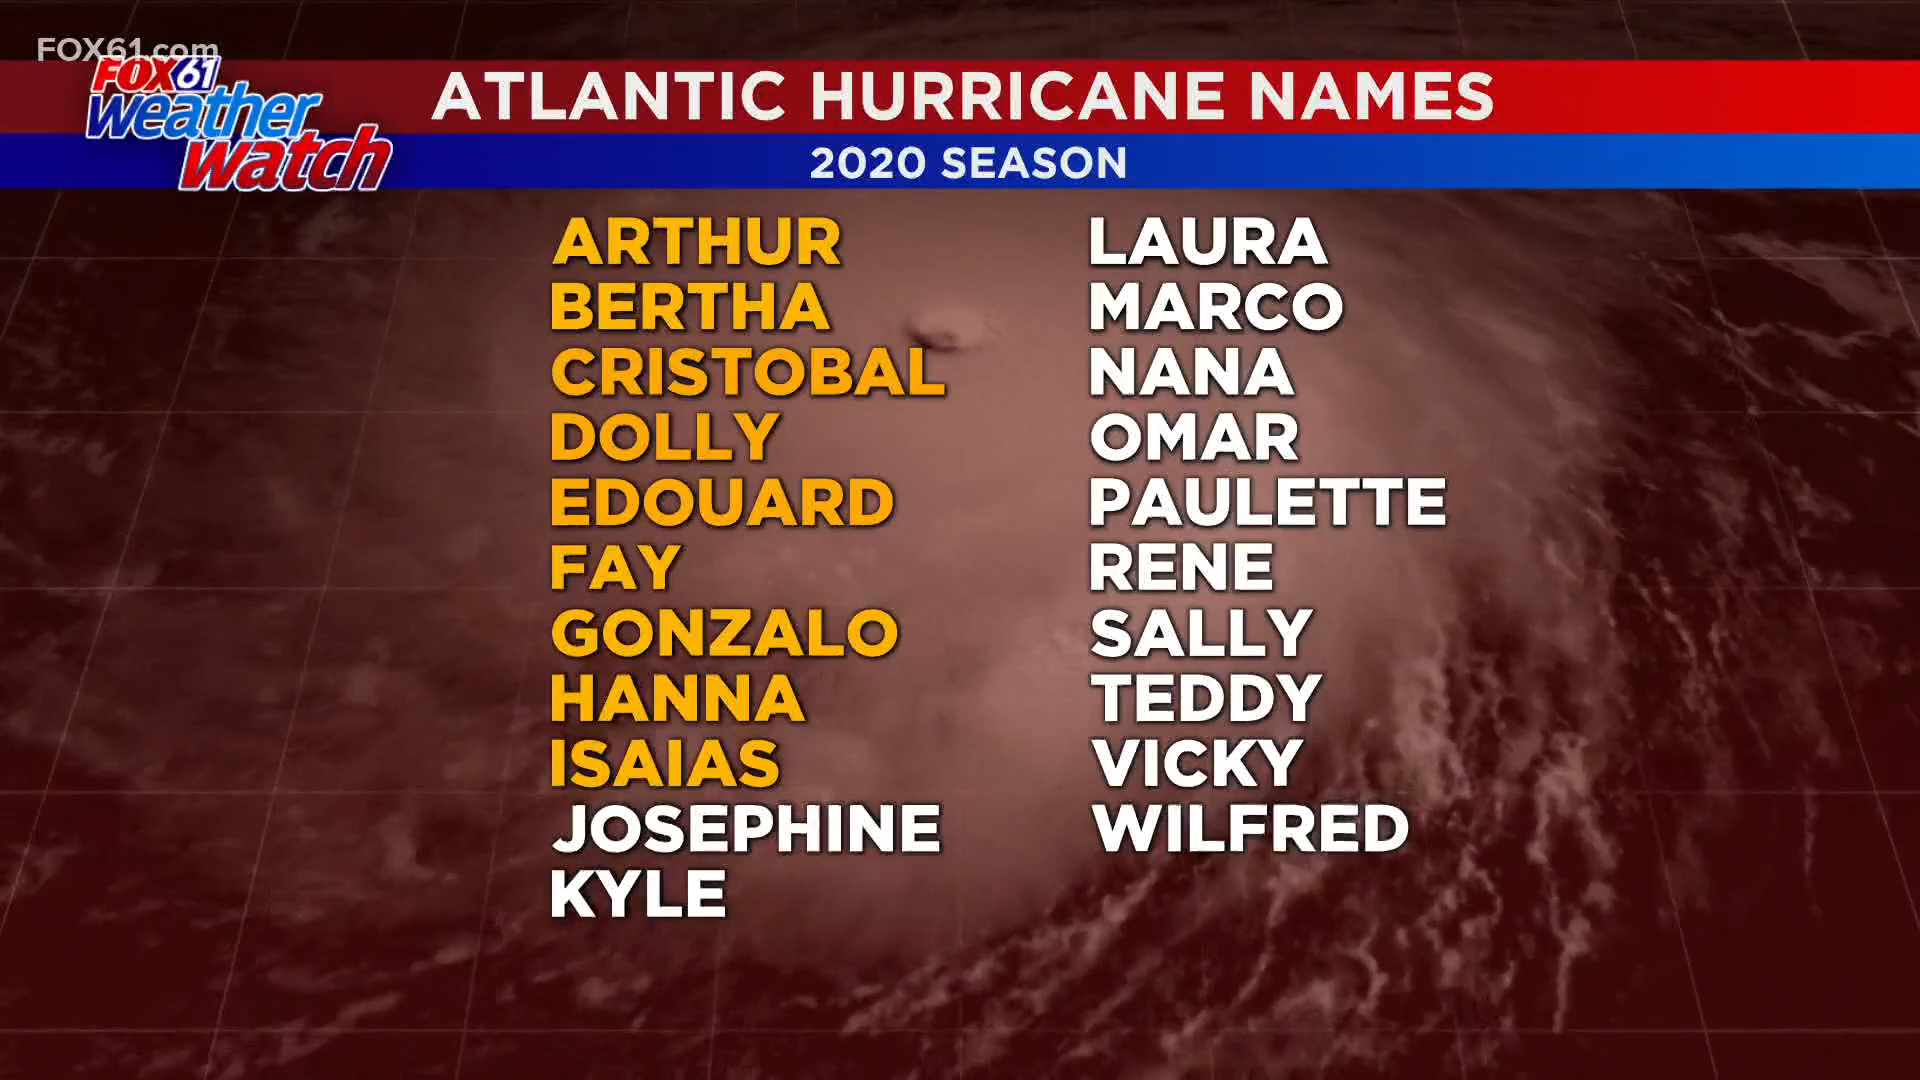 FOX61.com
FOX61
Weather
Watch
ATLANTIC HURRICANE NAMES
2020 SEASON
ARTHUR
BERTHA
CRISTOBAL
DOLLY
EDOUARD
FAY
GONZALO
HANNA
ISAIAS
JOSEPHINE
KYLE
LAURA
MARCO
NANA
OMAR
PAULETTE
RENE
SALLY
TEDDY
VICKY
WILFRED